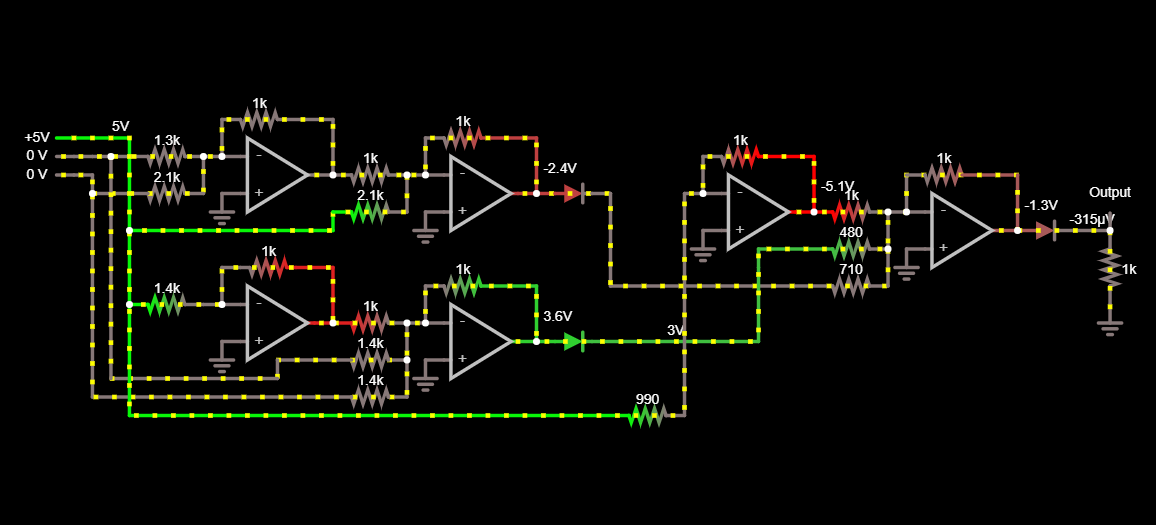 +5V
0 V
0 V
5V
1.3k
2.1k
1k
-
+
1k
2.1k
1k
-
+
-2.4V
1.4k
1k
-
+
1k
1.4k
1.4k
1k
-
+
3.6V
3V
990
1k
-
+
-5.1V
1k
480
710
1k
-
+
-1.3V
-315µ
Output
1k